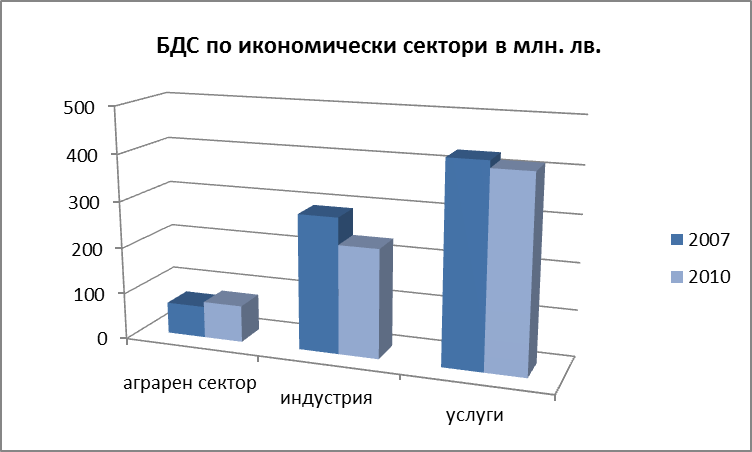 БДС по икономически сектори в млн. лв.
500
400
300
200
100
0
аграрен сектор
индустрия
услуги
2007
2010